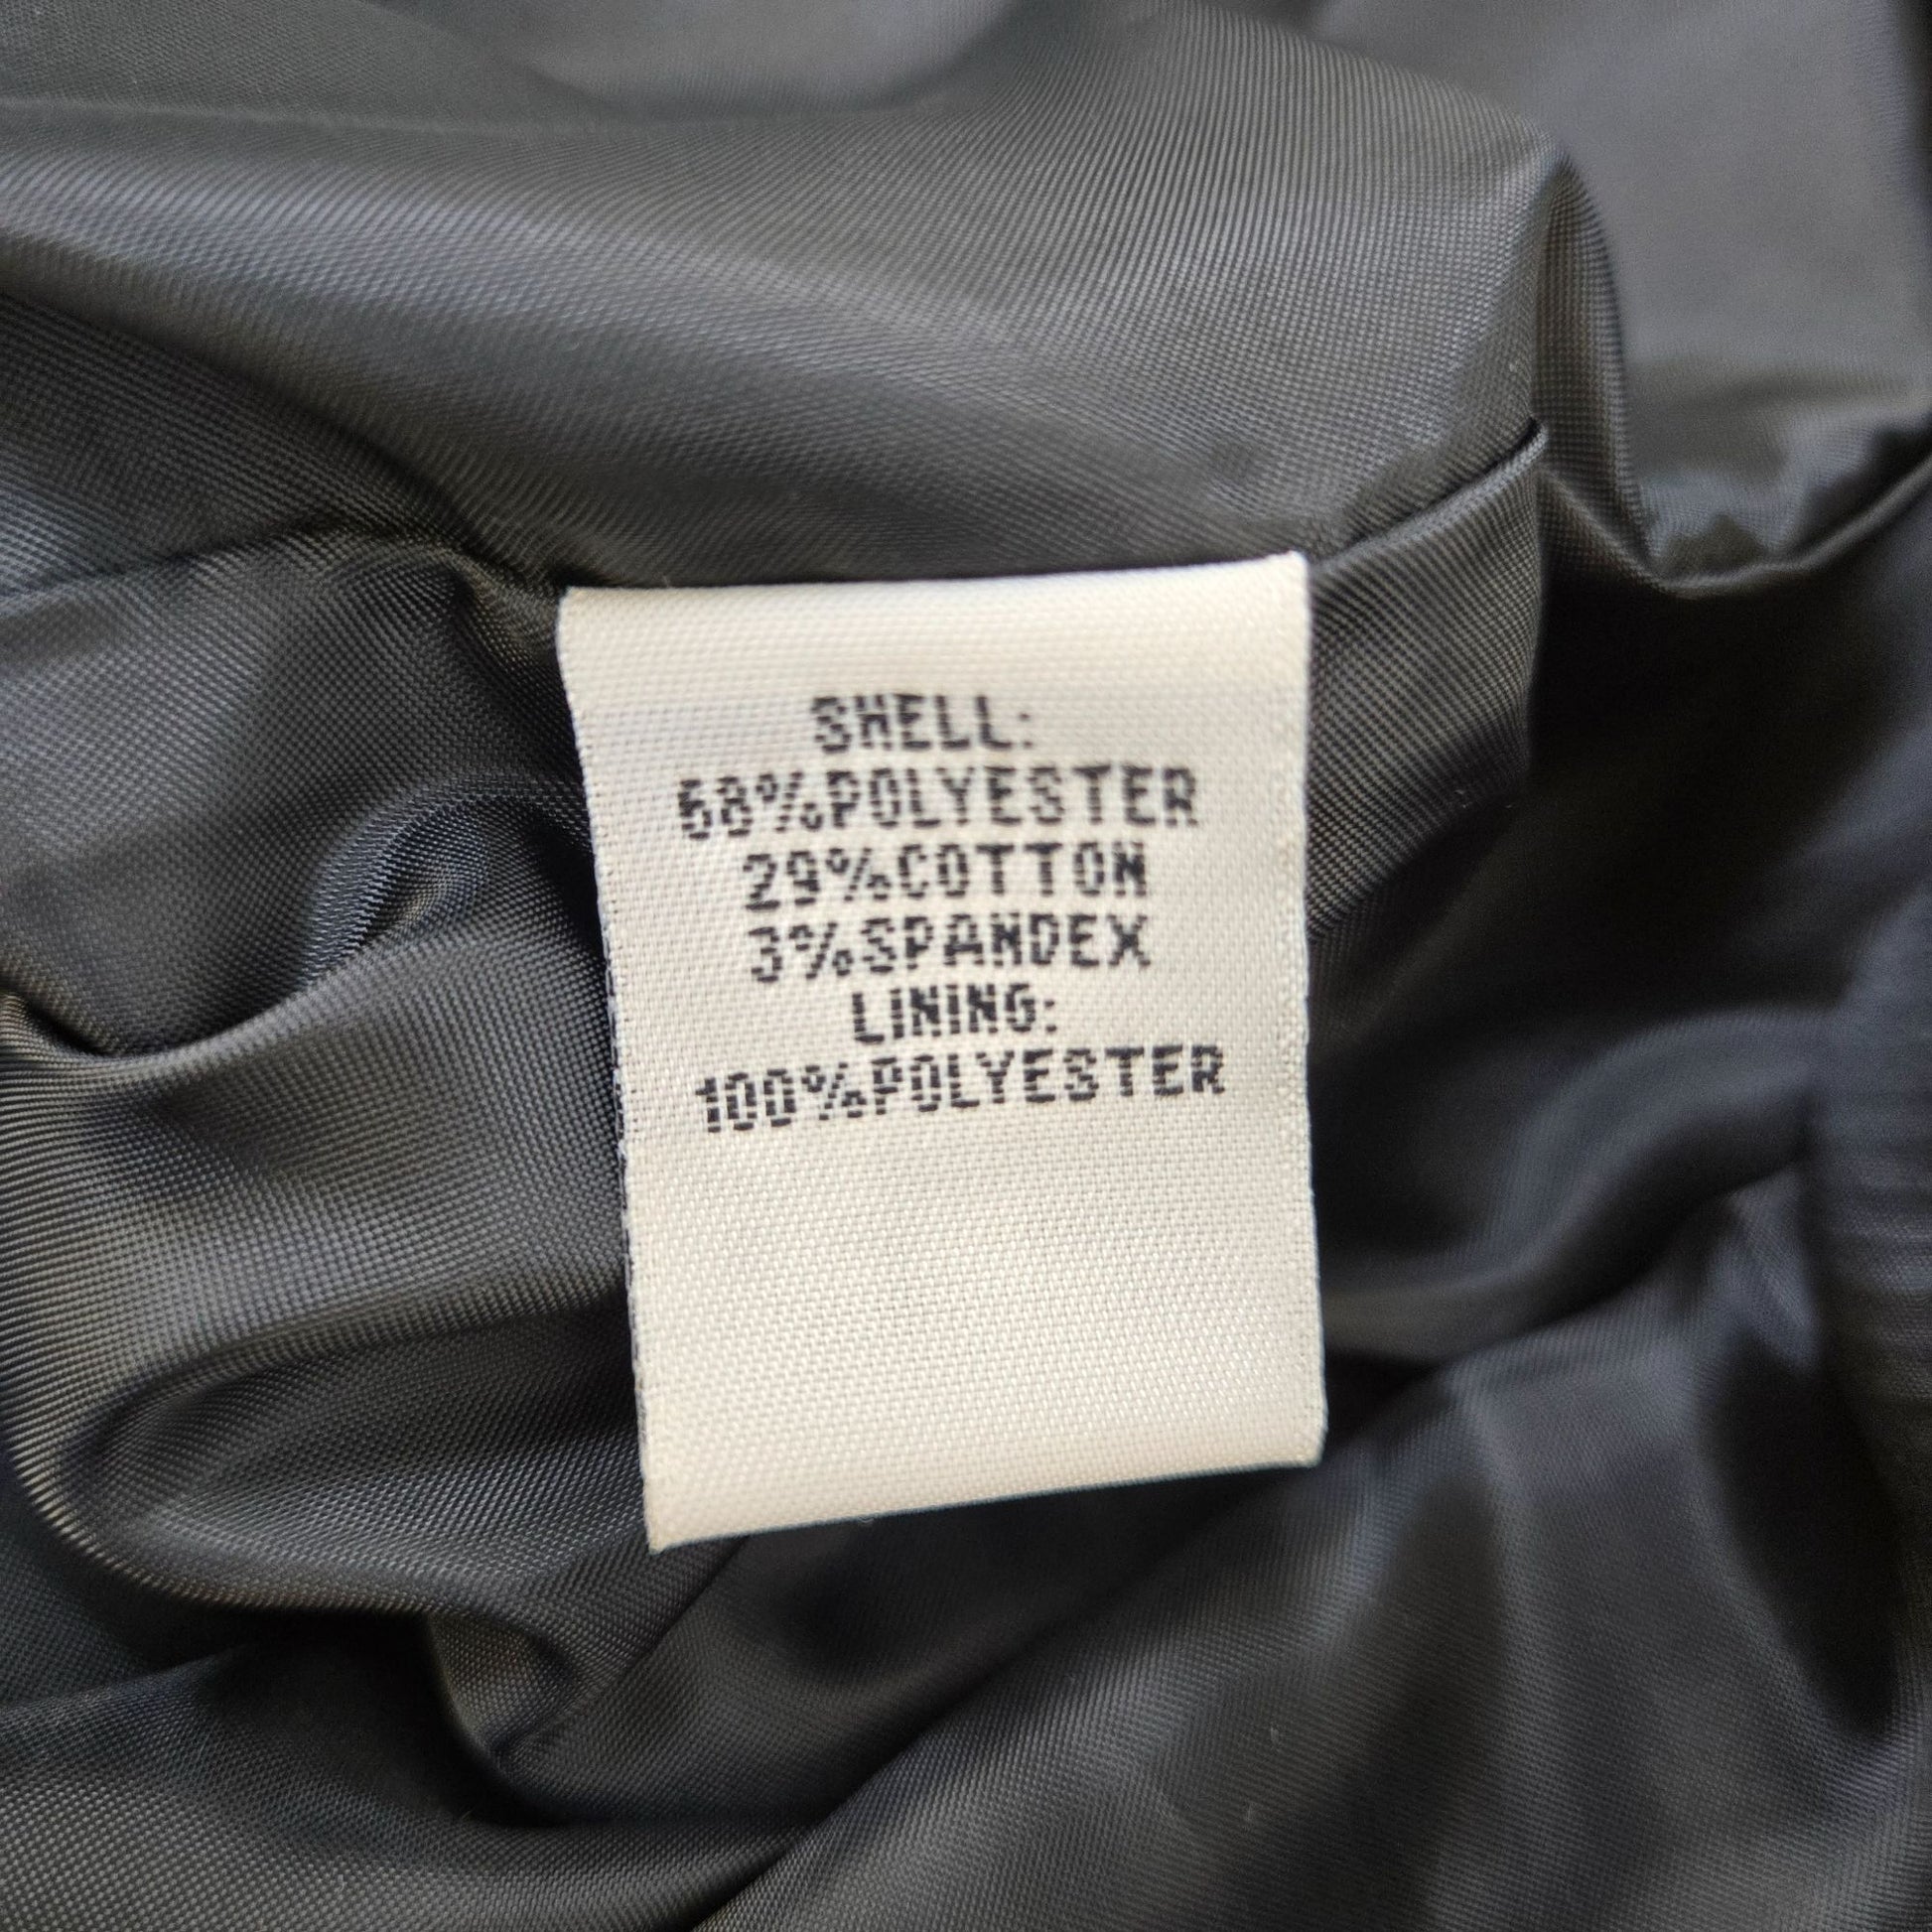 SHELL:
68%POLYESTER
29%COTTON
3%SPANDEX
LINING:
100%POLYESTER